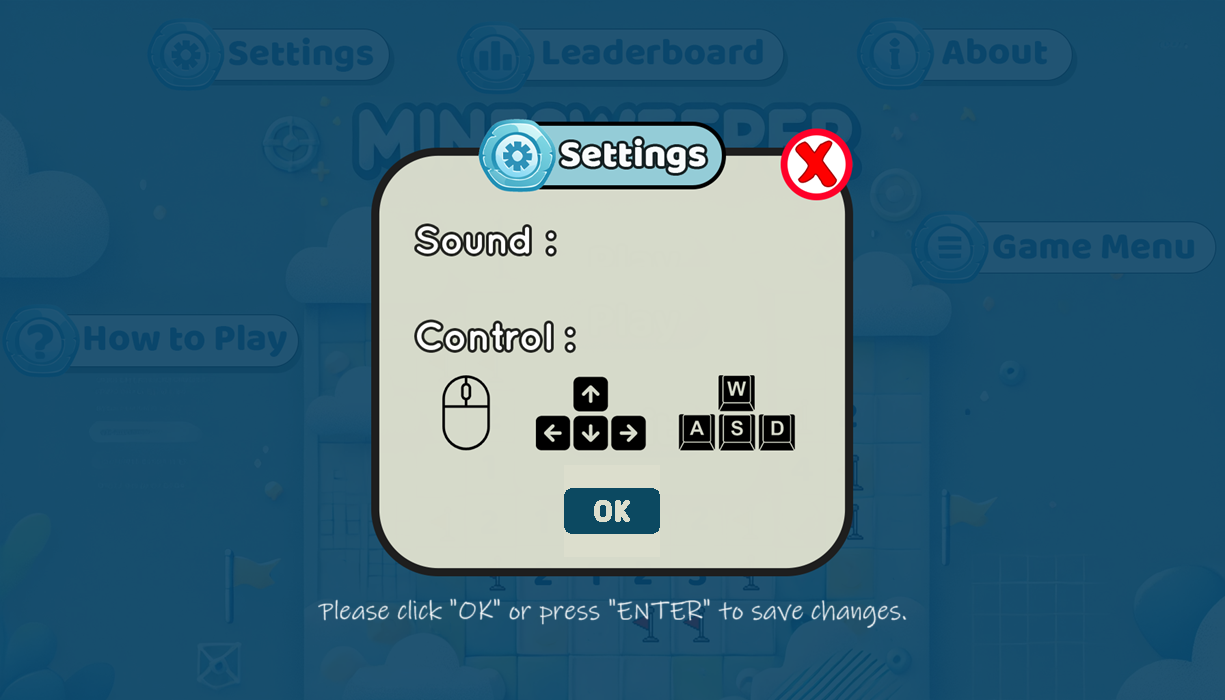 Settings
Leaderboard
About
MINESWEEPER
Settings
X
Sound :
Game Menu
How to Play
Control :
W
A S D
OK
Please click "OK" or press "ENTER" to save changes.